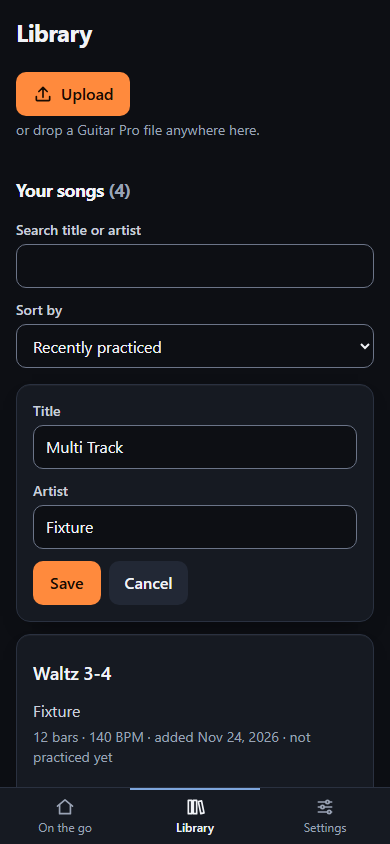 Library
Upload
or drop a Guitar Pro file anywhere here.
Your songs (4)
Search title or artist
Sort by
Recently practiced
Title
Multi Track
Artist
Fixture
Save Cancel
Waltz 3-4
Fixture
12 bars · 140 BPM · added Nov 24, 2026 · not
practiced yet
On the go Library Settings